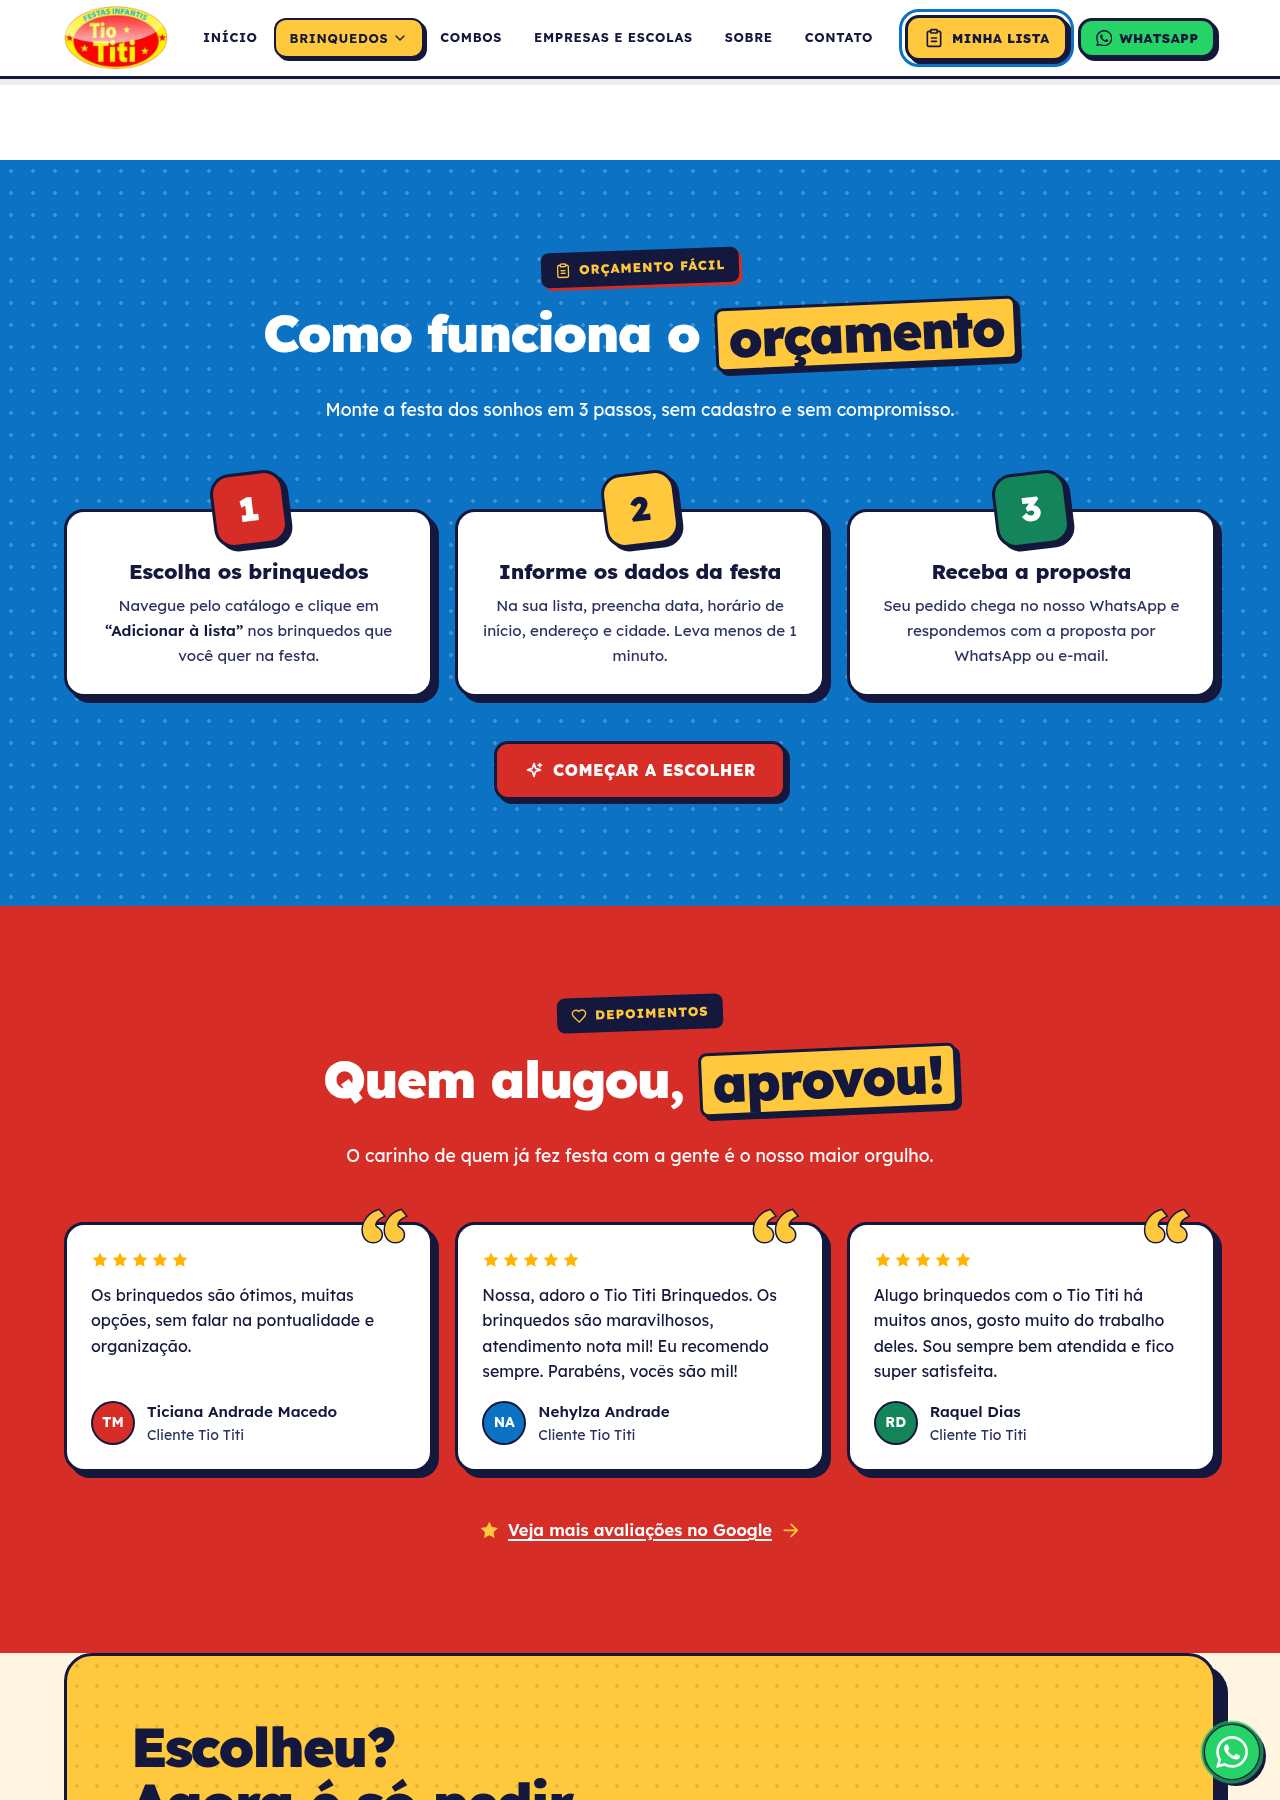 FESTAS INFANTIS
Tio
Titi
INÍCIO
BRINQUEDOS
COMBOS
EMPRESAS E ESCOLAS
SOBRE
CONTATO
MINHA LISTA
WHATSAPP
ORÇAMENTO FÁCIL
Como funciona o orçamento
Monte a festa dos sonhos em 3 passos, sem cadastro e sem compromisso.
1
Escolha os brinquedos
Navegue pelo catálogo e clique em
“Adicionar à lista” nos brinquedos que
você quer na festa.
2
Informe os dados da festa
Na sua lista, preencha data, horário de
início, endereço e cidade. Leva menos de 1
minuto.
3
Receba a proposta
Seu pedido chega no nosso WhatsApp e
respondemos com a proposta por
WhatsApp ou e-mail.
COMEÇAR A ESCOLHER
DEPOIMENTOS
Quem alugou, aprovou!
O carinho de quem já fez festa com a gente é o nosso maior orgulho.
Os brinquedos são ótimos, muitas
opções, sem falar na pontualidade e
organização.
TM
Ticiana Andrade Macedo
Cliente Tio Titi
Nossa, adoro o Tio Titi Brinquedos. Os
brinquedos são maravilhosos,
atendimento nota mil! Eu recomendo
sempre. Parabéns, vocês são mil!
NA
Nehylza Andrade
Cliente Tio Titi
Alugo brinquedos com o Tio Titi há
muitos anos, gosto muito do trabalho
deles. Sou sempre bem atendida e fico
super satisfeita.
RD
Raquel Dias
Cliente Tio Titi
Veja mais avaliações no Google
Escolheu?
Agora é só pedir